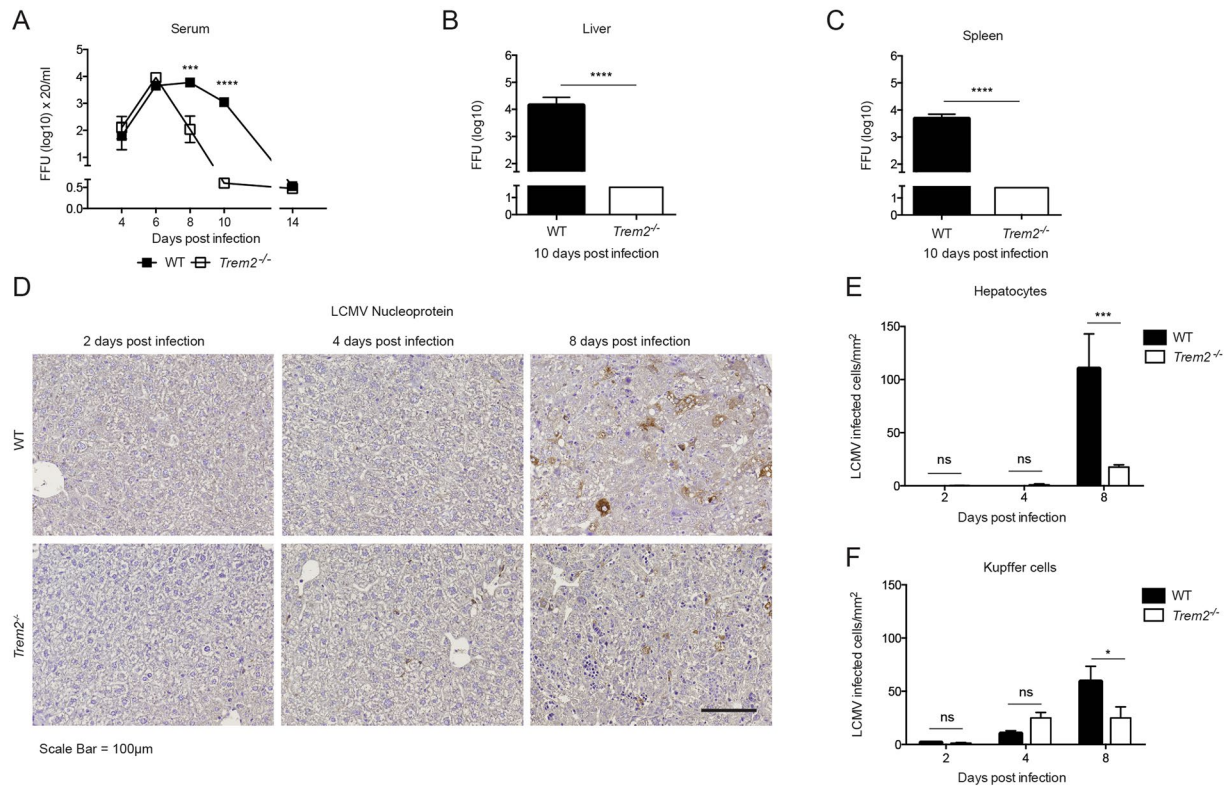 A
Serum
FFU (log10) x 20/ml
5
4
3
2
1
0.5
0.0
*** ****
4 6 8 10 14
Days post infection
WT Trem2-/-
B
Liver
FFU (log10)
6
5
4
3
2
1
0
****
WT Trem2-/-
10 days post infection
C
Spleen
FFU (log10)
6
5
4
3
2
1
0
****
WT Trem2-/-
10 days post infection
D
LCMV Nucleoprotein
2 days post infection 4 days post infection 8 days post infection
WT
Trem2-/-
Scale Bar = 100µm
E
Hepatocytes
LCMV infected cells/mm2
150
100
50
0
ns ns ***
2 4 8
Days post infection
WT
Trem2-/-
F
Kupffer cells
LCMV infected cells/mm2
150
100
50
0
ns ns *
2 4 8
Days post infection
WT
Trem2-/-